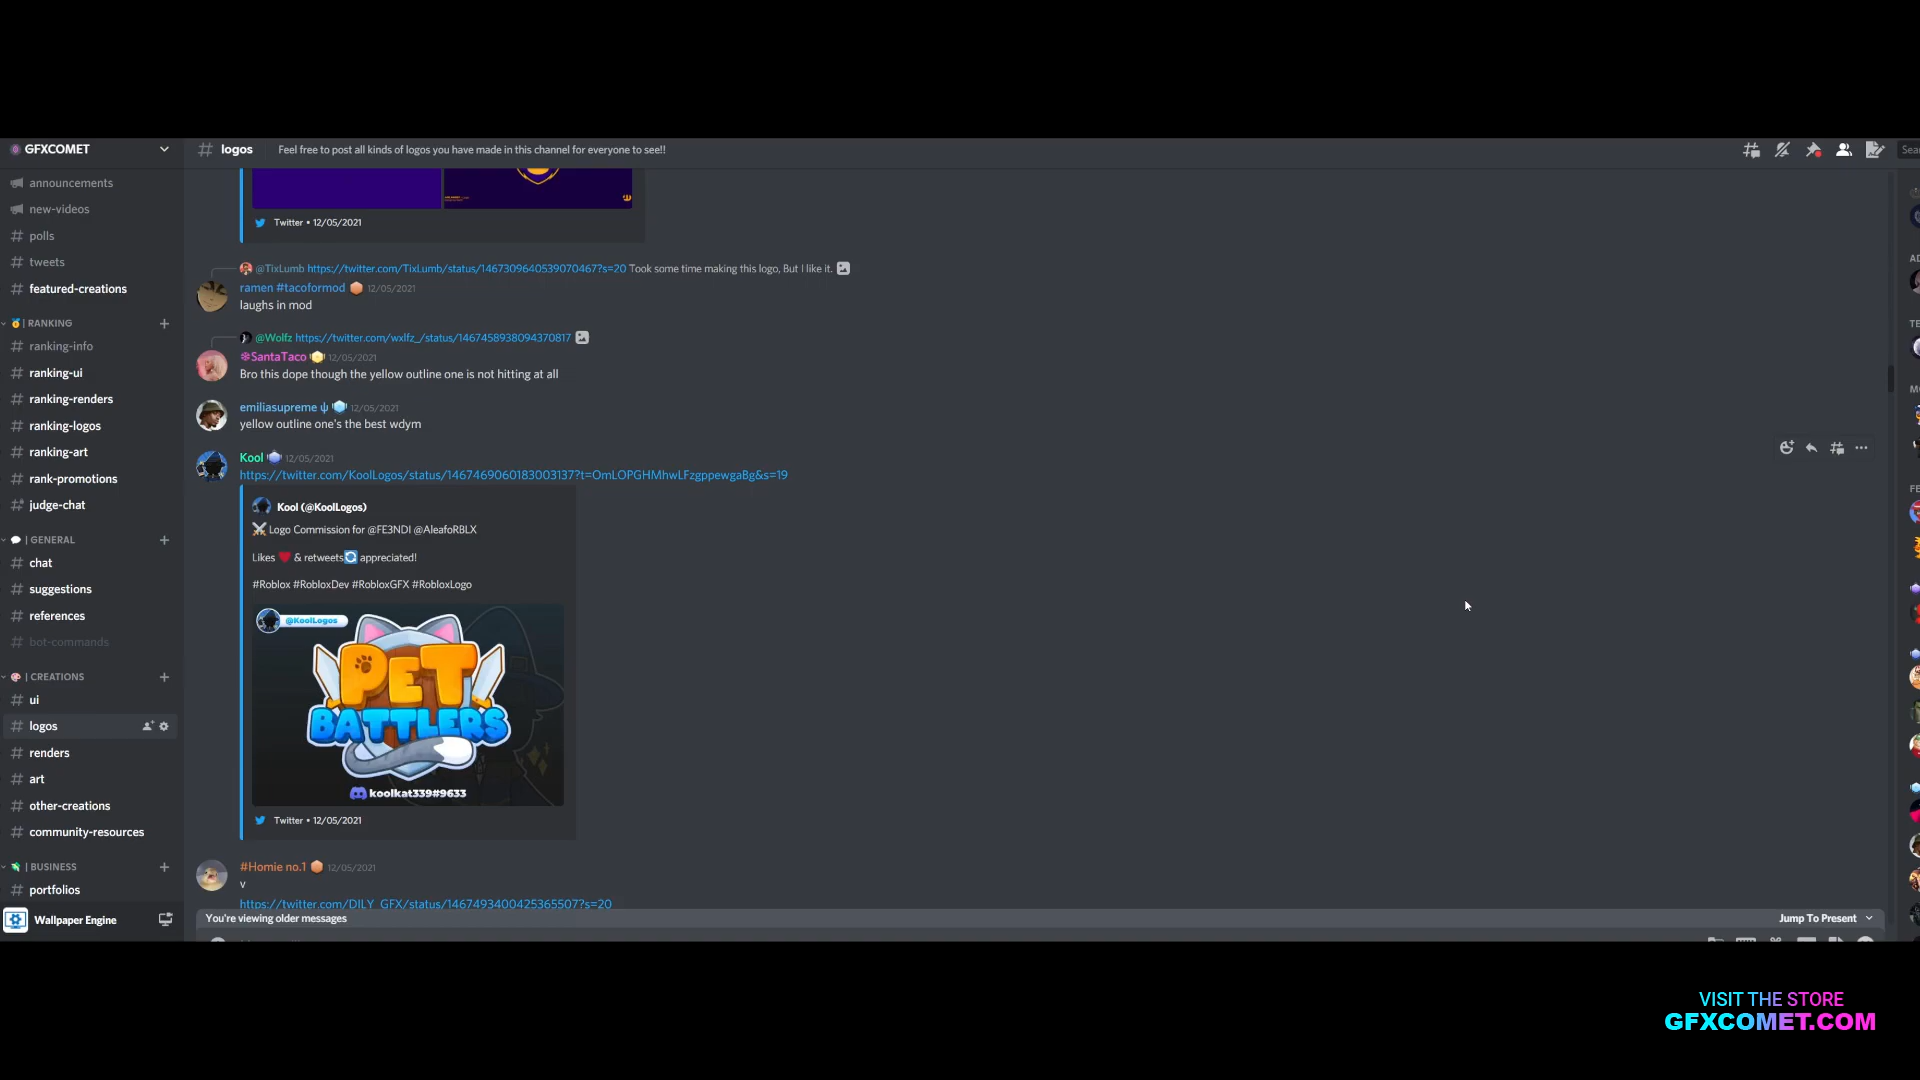 GFXCOMET
announcements
new-videos
polls
tweets
featured-creations
RANKING
ranking-info
ranking-ui
ranking-renders
ranking-logos
ranking-art
rank-promotions
judge-chat
| GENERAL
chat
suggestions
references
bot-commands
| CREATIONS
ui
logos
renders
art
other-creations
community-resources
| BUSINESS
portfolios
Wallpaper Engine
logos
Feel free to post all kinds of logos you have made in this channel for everyone to see!!
Twitter • 12/05/2021
@TixLumb https://twitter.com/TixLumb/status/1467309640539070467?s=20 Took some time making this logo, But I like it.
ramen #tacoformod 12/05/2021
laughs in mod
@Wolfz https://twitter.com/wxlfz_/status/1467458938094370817
❄SantaTaco 12/05/2021
Bro this dope though the yellow outline one is not hitting at all
emiliasupreme ψ 12/05/2021
yellow outline one's the best wdym
Kool 12/05/2021
https://twitter.com/KoolLogos/status/1467469060183003137?t=OmLOPGHMhwLFzgppewgaBg&s=19
Kool (@KoolLogos)
⚔ Logo Commission for @FE3NDI @AleafoRBLX
Likes ❤ & retweets🔄 appreciated!
#Roblox #RobloxDev #RobloxGFX #RobloxLogo
@KoolLogos
PET
BATTLERS
koolkat339#9633
Twitter • 12/05/2021
#Homie no.1 12/05/2021
v
https://twitter.com/DILY_GFX/status/1467493400425365507?s=20
You're viewing older messages
Jump To Present
Sea
VISIT THE STORE
GFXCOMET.COM